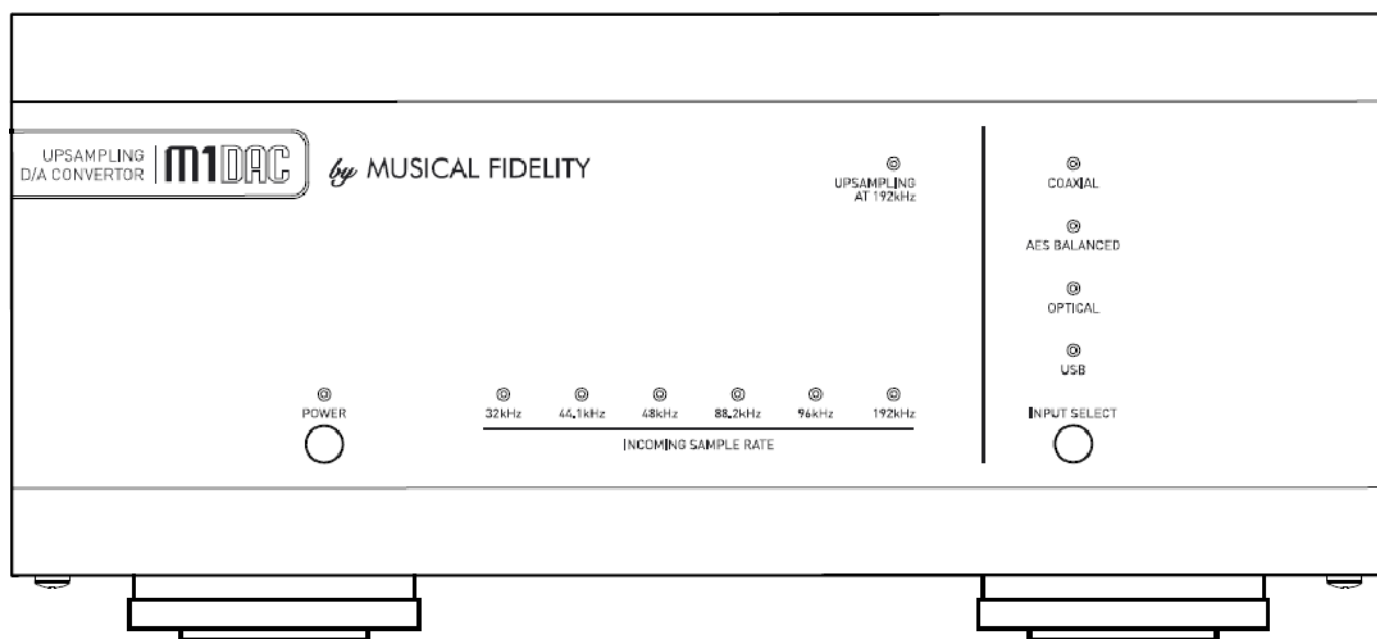 UPSAMPLING
D/A CONVERTOR
M1DAC
by MUSICAL FIDELITY
UPSAMPLING
AT 192kHz
COAXIAL
AES BALANCED
OPTICAL
USB
POWER
32kHz 44.1kHz 48kHz 88.2kHz 96kHz 192kHz
INCOMING SAMPLE RATE
INPUT SELECT